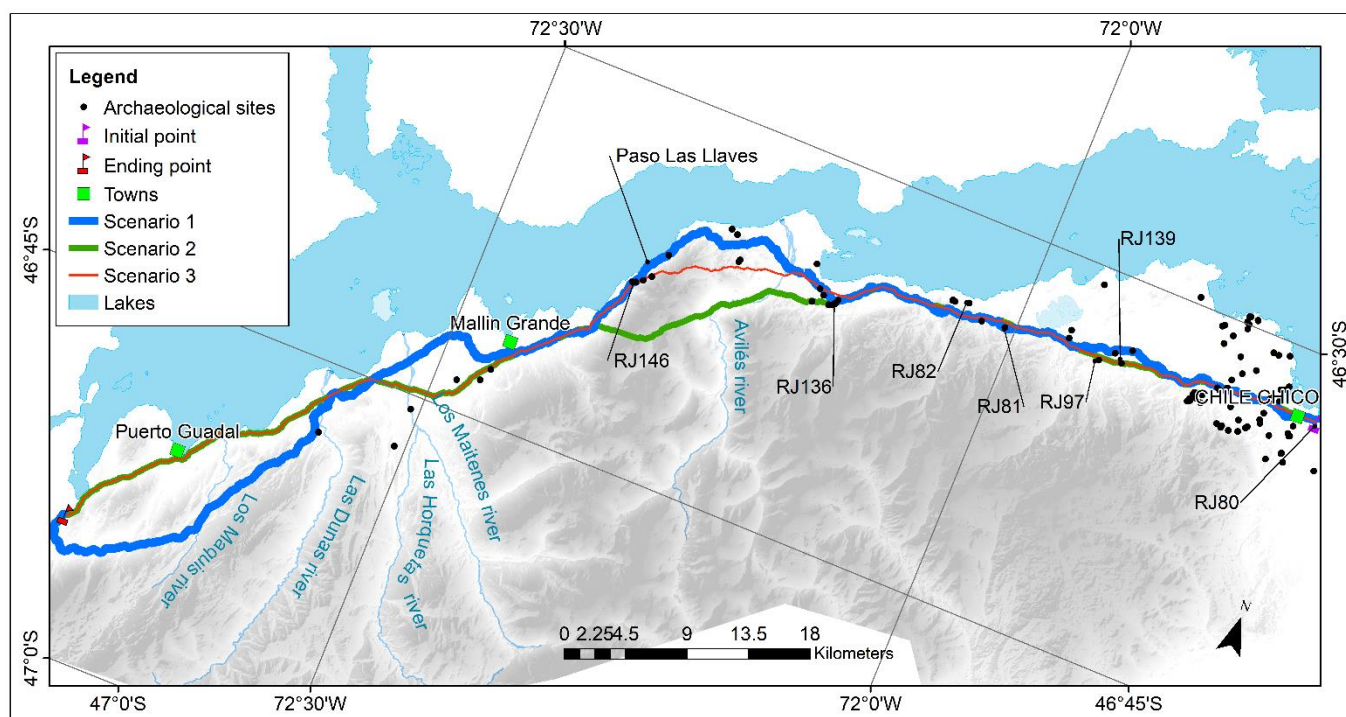 72°30'W
72°0'W
Legend
Archaeological sites
Initial point
Ending point
Towns
Scenario 1
Scenario 2
Scenario 3
Lakes
Paso Las Llaves
46°45'S
RJ139
Mallin Grande
RJ146
Avilés river
RJ136
RJ82
RJ81
RJ97
46°30'S
CHILE CHICO
Puerto Guadal
Los Maitenes river
RJ80
Los Maquis river
Las Dunas river
Las Horquetas river
N
0 2.25 4.5 9 13.5 18
Kilometers
47°0'S
47°0'S
72°30'W
72°0'W
46°45'S